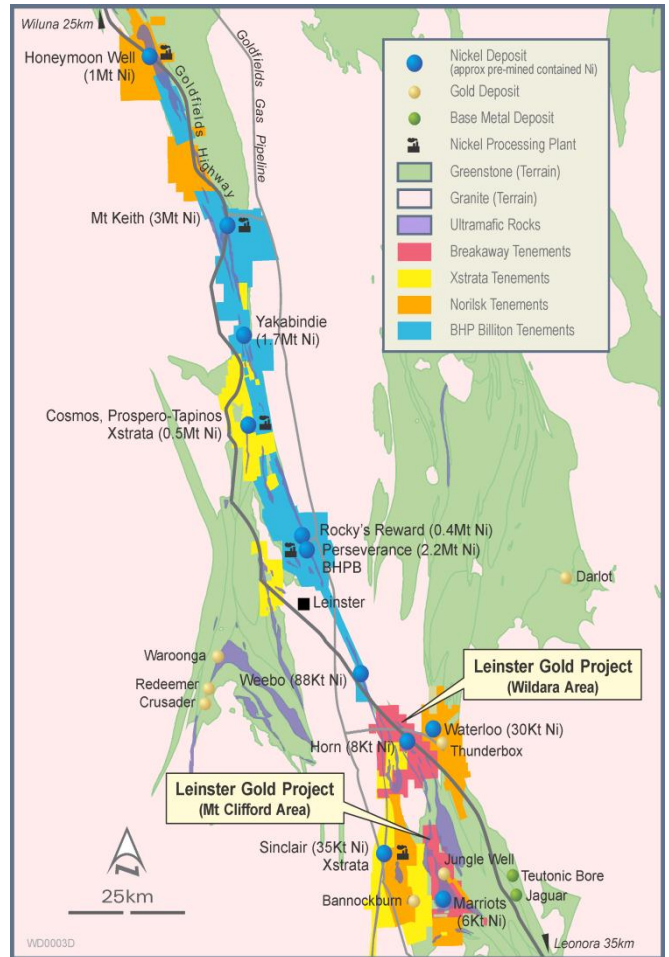 Wiluna 25km
Honeymoon Well
(1Mt Ni)
Goldfields Highway
Goldfields Gas Pipeline
Mt Keith (3Mt Ni)
Yakabindie
(1.7Mt Ni)
Cosmos, Prospero-Tapinos
Xstrata (0.5Mt Ni)
Rocky's Reward (0.4Mt Ni)
Perseverance (2.2Mt Ni)
BHPB
Leinster
Darlot
Waroonga
Weebo (88Kt Ni)
Redeemer
Crusader
Leinster Gold Project
(Wildara Area)
Waterloo (30Kt Ni)
Horn (8Kt Ni)
Thunderbox
Leinster Gold Project
(Mt Clifford Area)
Sinclair (35Kt Ni)
Xstrata
Jungle Well
Teutonic Bore
Bannockburn
Jaguar
Marriots
(6Kt Ni)
Leonora 35km
N
25km
WD0003D
Nickel Deposit
(approx pre-mined contained Ni)
Gold Deposit
Base Metal Deposit
Nickel Processing Plant
Greenstone (Terrain)
Granite (Terrain)
Ultramafic Rocks
Breakaway Tenements
Xstrata Tenements
Norilsk Tenements
BHP Billiton Tenements